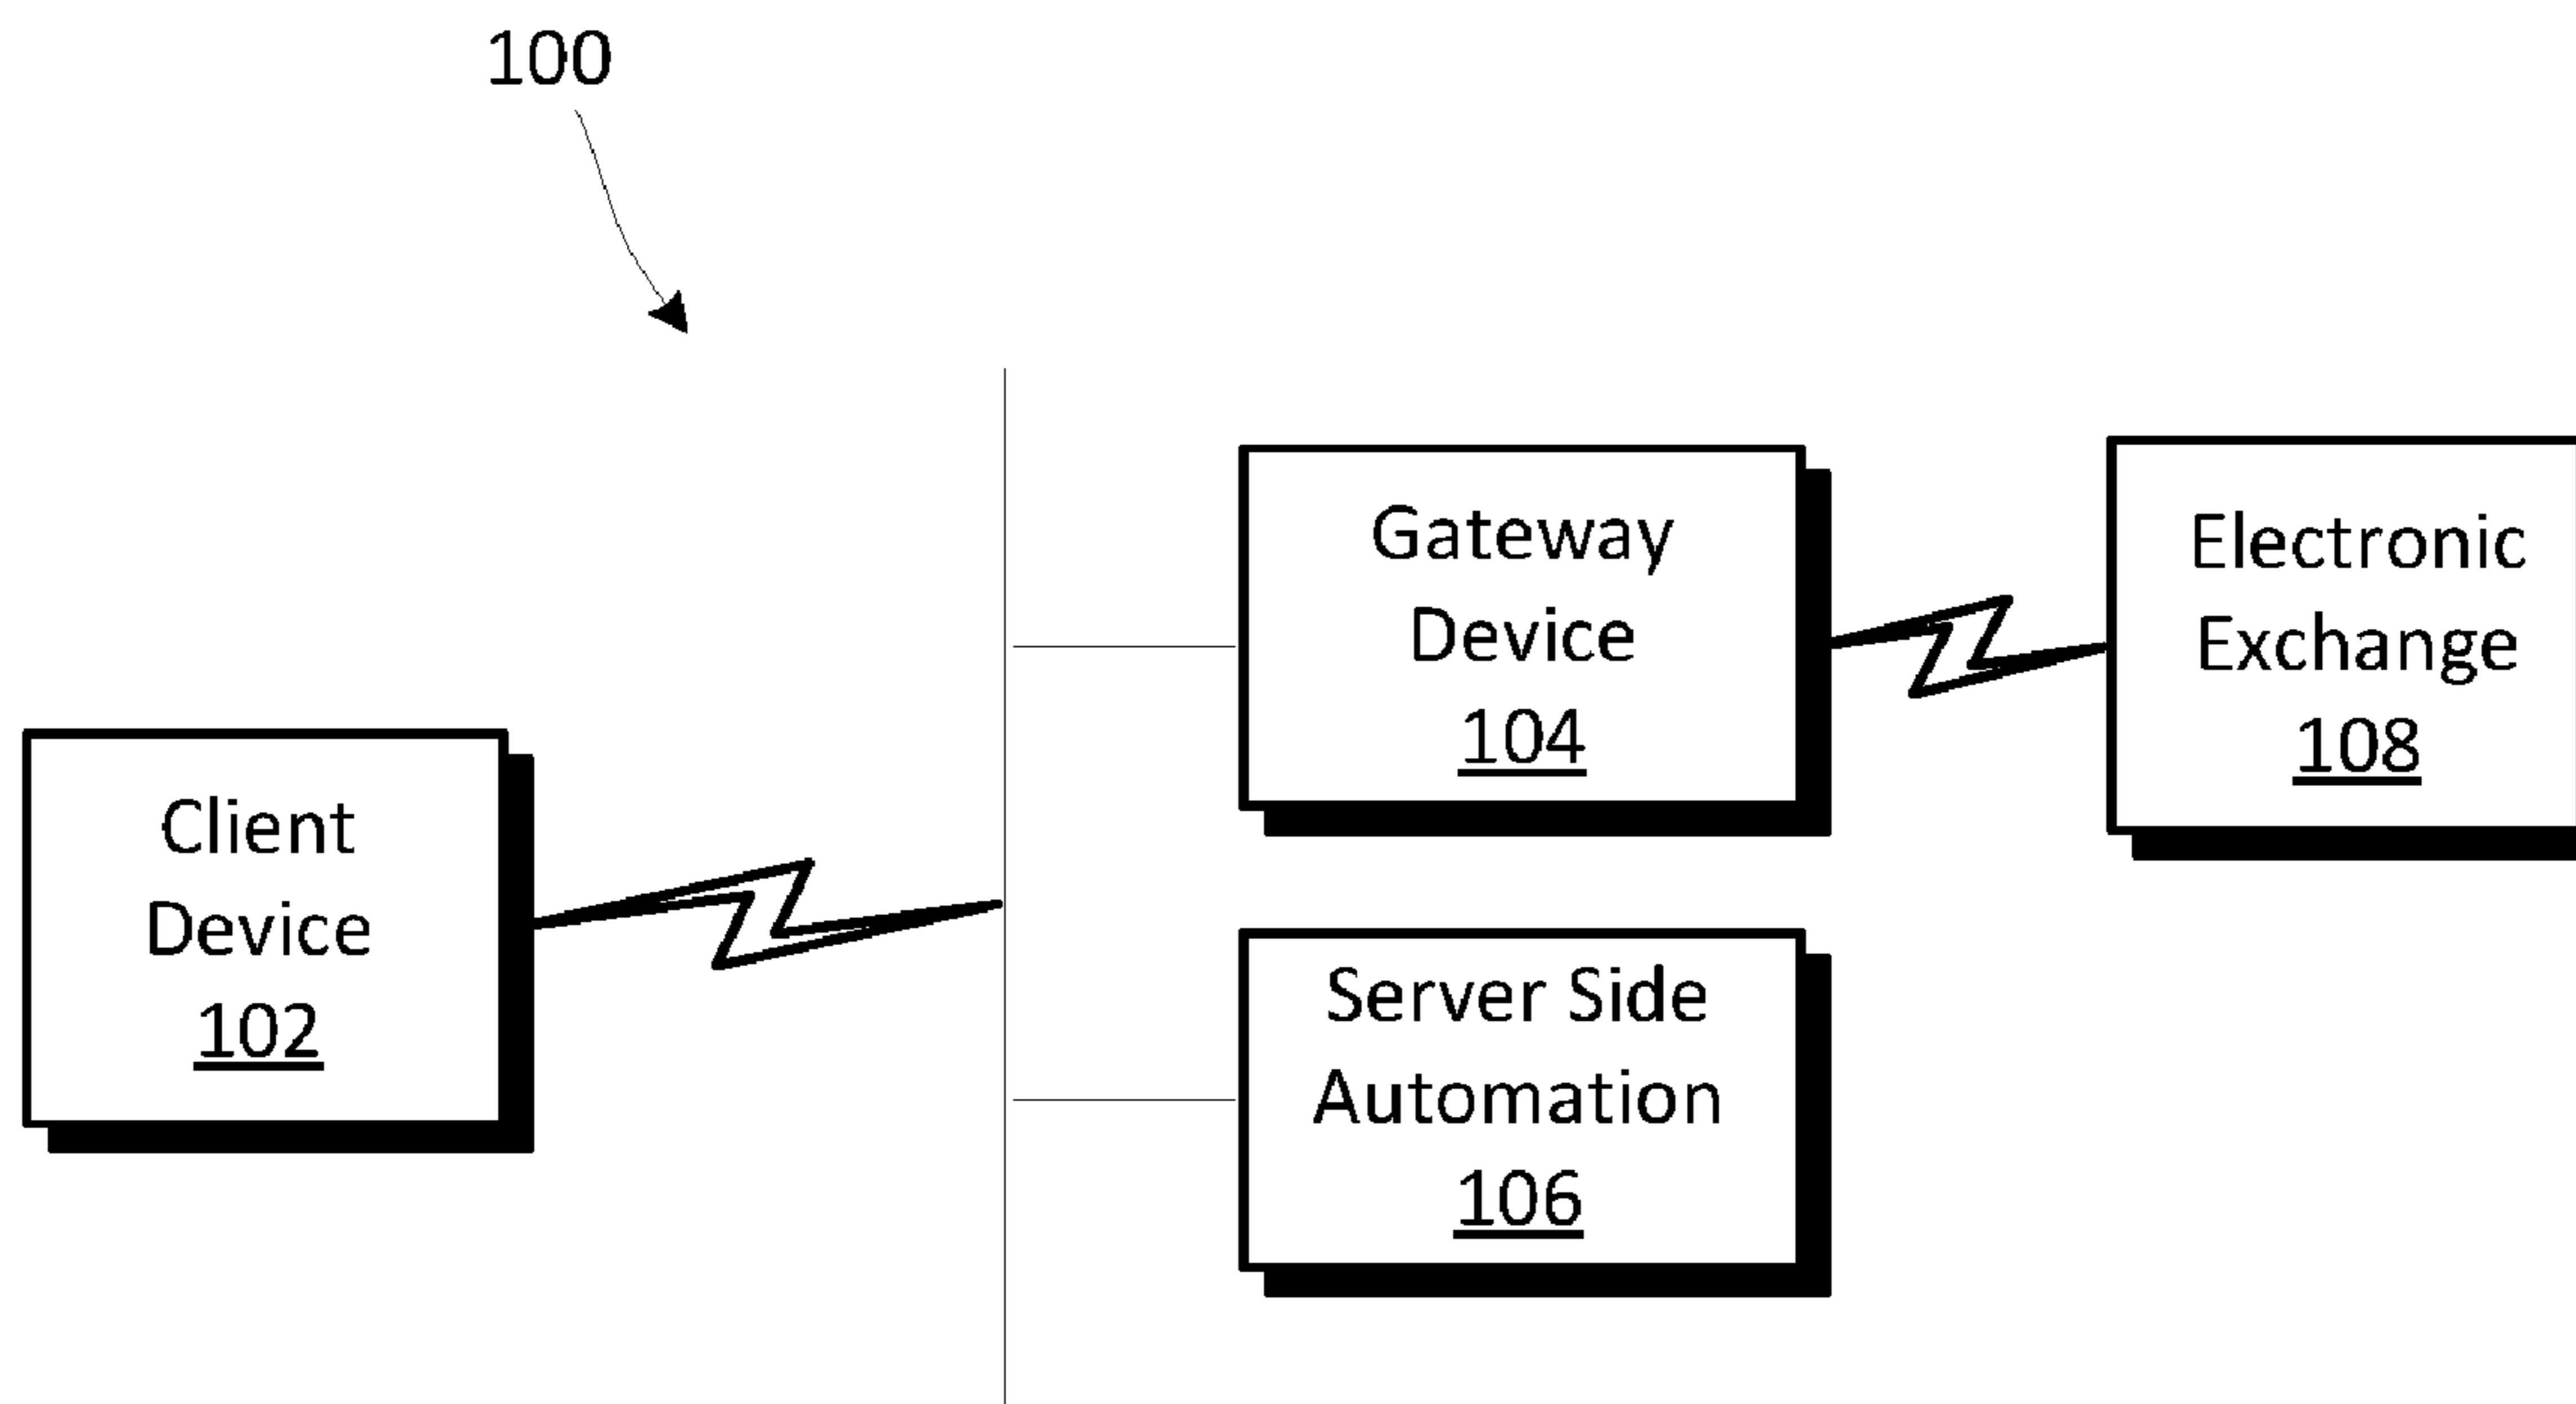 100
Client
Device
102
Gateway
Device
104
Server Side
Automation
106
Electronic
Exchange
108